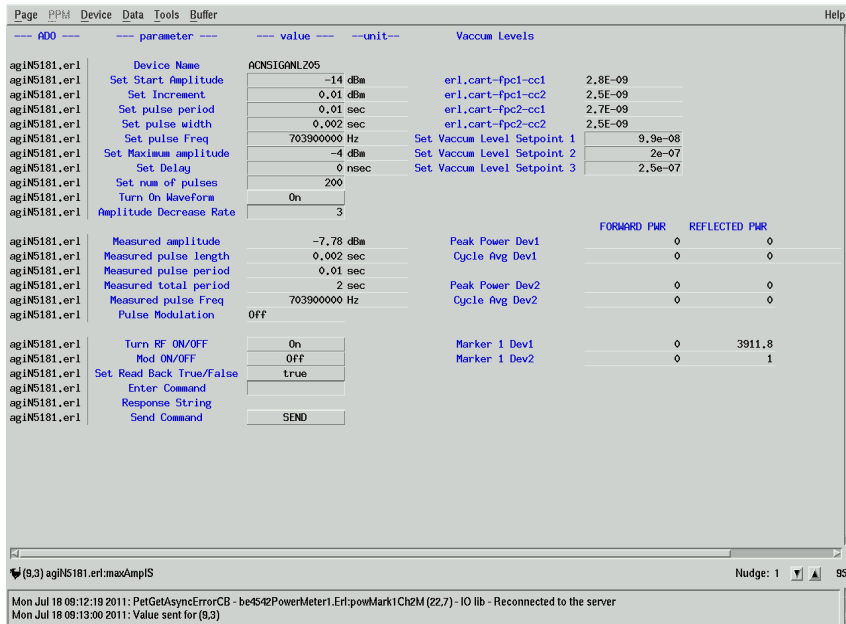 Page PPM Device Data Tools Buffer Help
--- ADO --- --- parameter --- --- value --- --unit-- Vaccum Levels
agiN5181.erl Device Name ACNSIGANLZ05
agiN5181.erl Set Start Amplitude -14 dBm erl.cart-fpc1-cc1 2.8E-09
agiN5181.erl Set Increment 0.01 dBm erl.cart-fpc1-cc2 2.5E-09
agiN5181.erl Set pulse period 0.01 sec erl.cart-fpc2-cc1 2.7E-09
agiN5181.erl Set pulse width 0.002 sec erl.cart-fpc2-cc2 2.5E-09
agiN5181.erl Set pulse Freq 703900000 Hz Set Vaccum Level Setpoint 1 9.9e-08
agiN5181.erl Set Maximum amplitude -4 dBm Set Vaccum Level Setpoint 2 2e-07
agiN5181.erl Set Delay 0 nsec Set Vaccum Level Setpoint 3 2.5e-07
agiN5181.erl Set num of pulses 200
agiN5181.erl Turn On Waveform On
agiN5181.erl Amplitude Decrease Rate 3
FORWARD PWR REFLECTED PWR
agiN5181.erl Measured amplitude -7.78 dBm Peak Power Dev1 0 0
agiN5181.erl Measured pulse length 0.002 sec Cycle Avg Dev1 0 0
agiN5181.erl Measured pulse period 0.01 sec
agiN5181.erl Measured total period 2 sec Peak Power Dev2 0 0
agiN5181.erl Measured pulse Freq 703900000 Hz Cycle Avg Dev2 0 0
agiN5181.erl Pulse Modulation Off
agiN5181.erl Turn RF ON/OFF On Marker 1 Dev1 0 3911.8
agiN5181.erl Mod ON/OFF Off Marker 1 Dev2 0 1
agiN5181.erl Set Read Back True/False true
agiN5181.erl Enter Command
agiN5181.erl Response String
agiN5181.erl Send Command SEND
(9,3) agiN5181.erl:maxAmplS Nudge: 1 95
Mon Jul 18 09:12:19 2011: PetGetAsyncErrorCB - be4542PowerMeter1.Erl:powMark1Ch2M (22,7) - IO lib - Reconnected to the server
Mon Jul 18 09:13:00 2011: Value sent for (9,3)